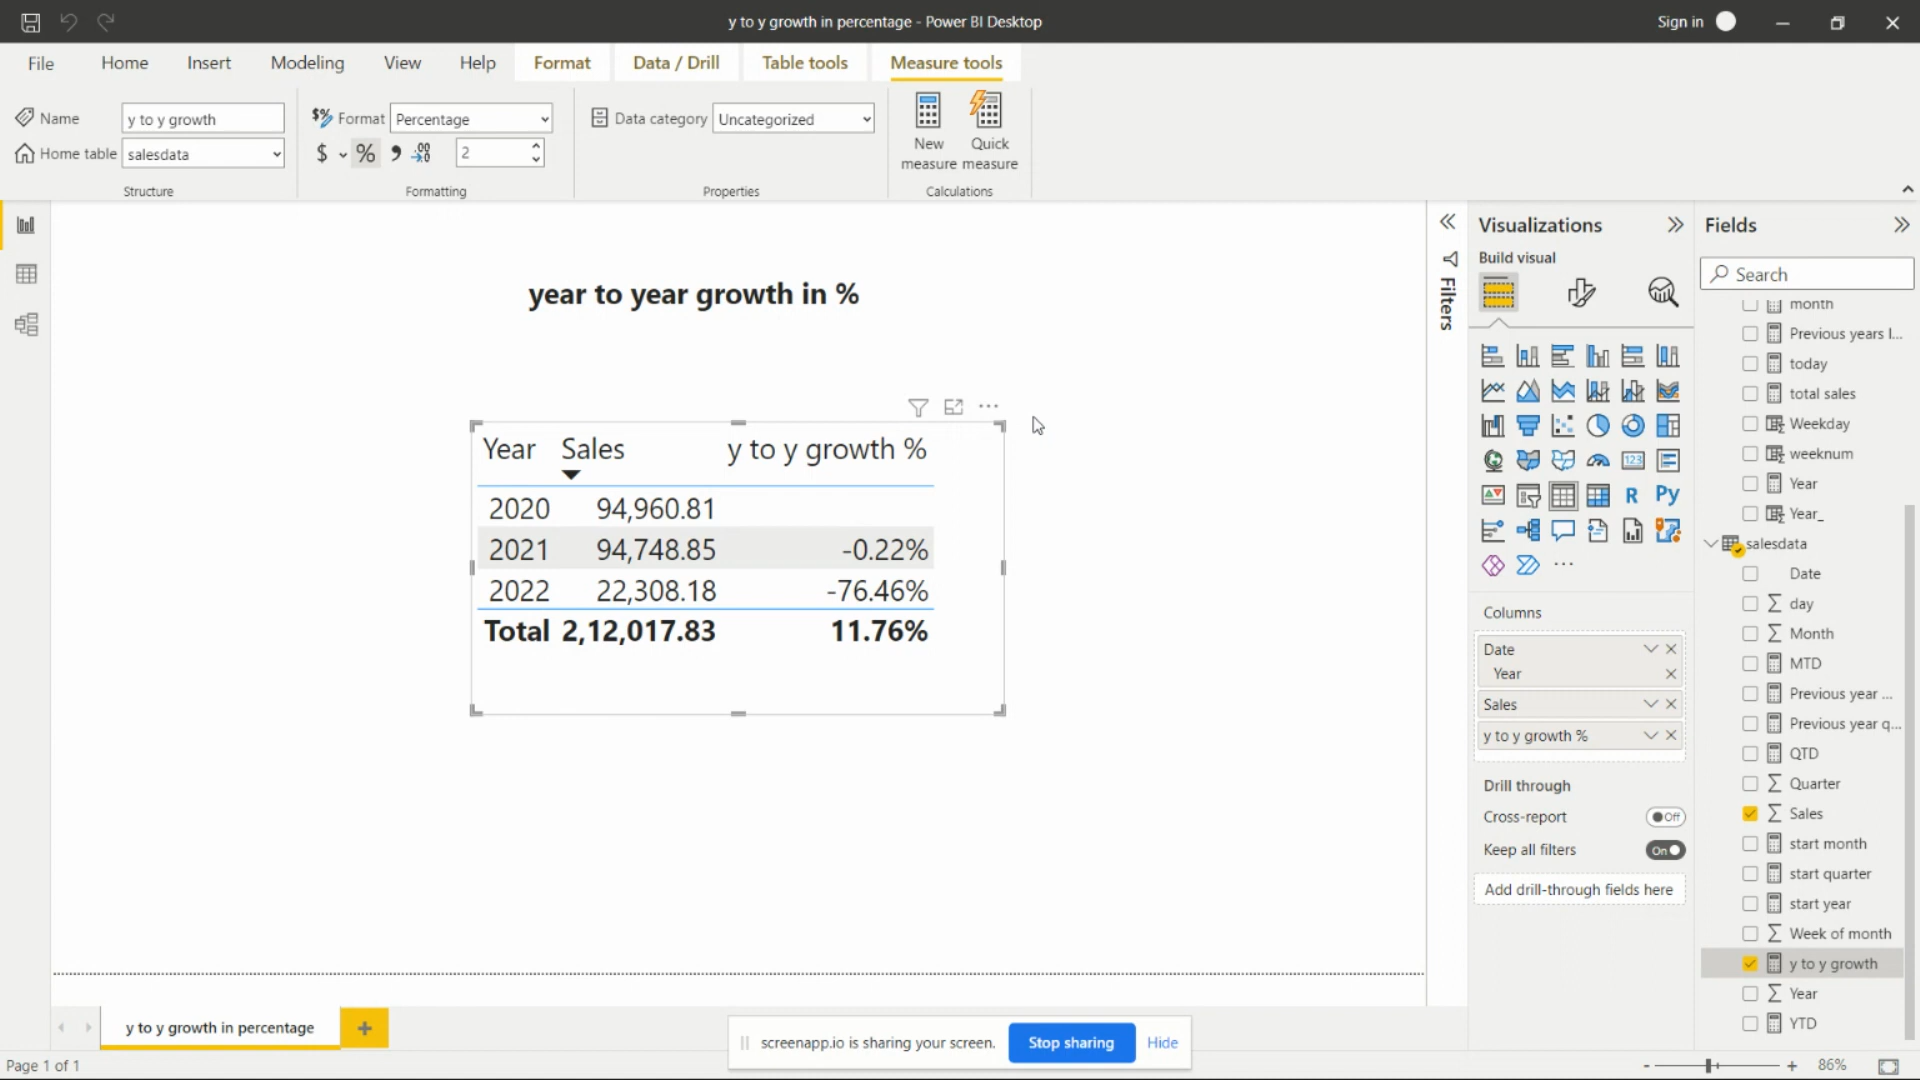 y to y growth in percentage - Power BI Desktop
Sign in
File Home Insert Modeling View Help Format Data / Drill Table tools Measure tools
Name y to y growth
Home table salesdata
Structure
Format Percentage
$ % 2
Formatting
Data category Uncategorized
Properties
New measure
Quick measure
Calculations
year to year growth in %
Year Sales y to y growth %
2020 94,960.81
2021 94,748.85 -0.22%
2022 22,308.18 -76.46%
Total 2,12,017.83 11.76%
Filters
Visualizations
Build visual
123
R Py
Columns
Date
Year
Sales
y to y growth %
Drill through
Cross-report Off
Keep all filters On
Add drill-through fields here
Fields
Search
month
Previous years l...
today
total sales
Weekday
weeknum
Year
Year_
salesdata
Date
day
Month
MTD
Previous year ...
Previous year q...
QTD
Quarter
Sales
start month
start quarter
start year
Week of month
y to y growth
Year
YTD
y to y growth in percentage
screenapp.io is sharing your screen. Stop sharing Hide
Page 1 of 1
86%